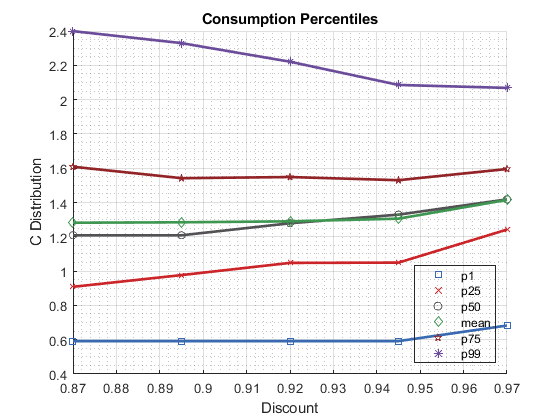 Consumption Percentiles
C Distribution
2.4
2.2
2
1.8
1.6
1.4
1.2
1
0.8
0.6
0.4
p1
p25
p50
mean
p75
p99
0.87 0.88 0.89 0.9 0.91 0.92 0.93 0.94 0.95 0.96 0.97
Discount